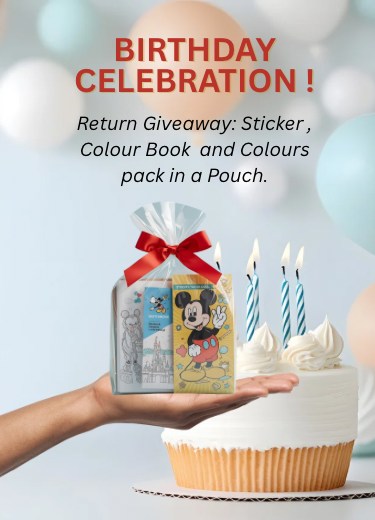 BIRTHDAY
CELEBRATION !
Return Giveaway: Sticker ,
Colour Book and Colours
pack in a Pouch.